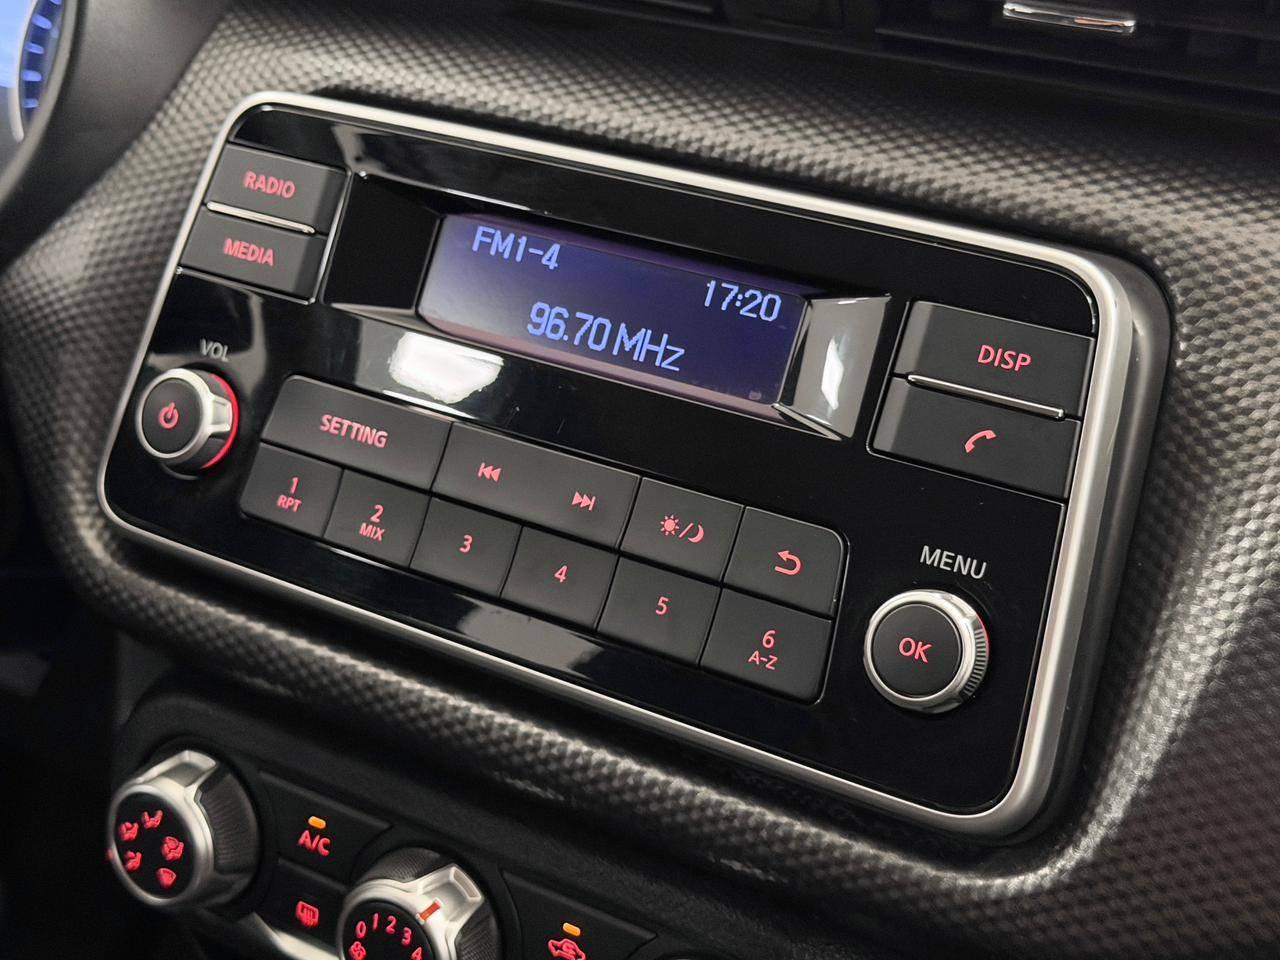 RADIO
MEDIA
FM1-4
17:20
96.70 MHz
DISP
VOL
SETTING
1
RPT
2
MIX
3
4
5
6
A-Z
MENU
OK
A/C
0 1 2 3 4